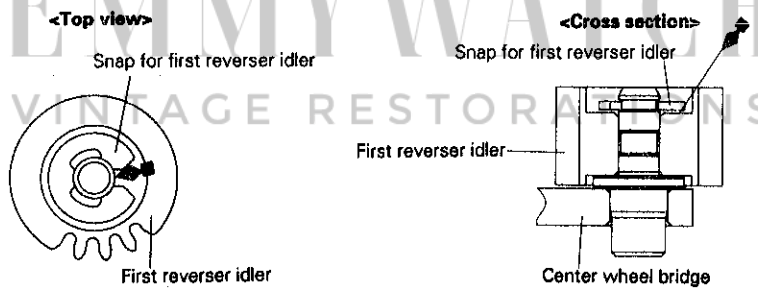 EMMY WATCH
<Top view>
<Cross section>
Snap for first reverser idler
Snap for first reverser idler
VINTAGE RESTORATIONS
First reverser idler
First reverser idler
Center wheel bridge